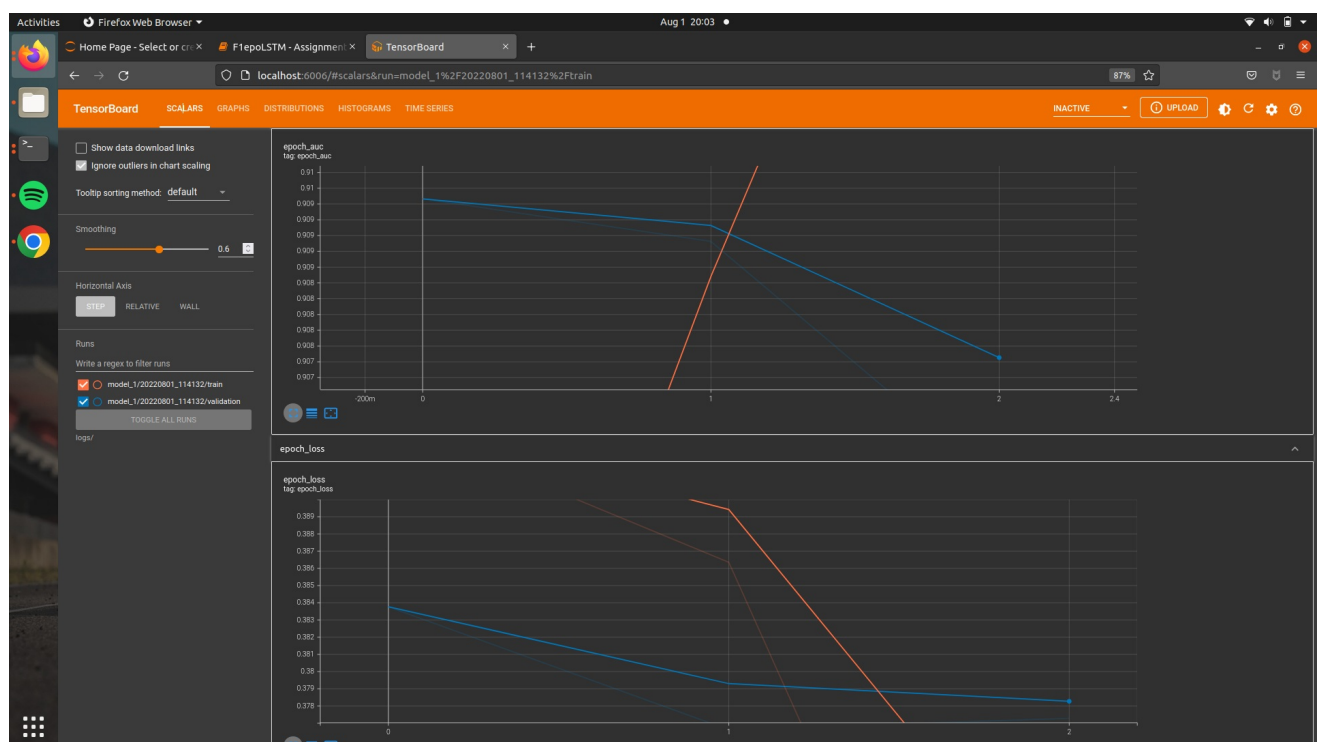 Activities Firefox Web Browser Aug 1 20:03
Home Page - Select or cre × F1epoLSTM - Assignment × TensorBoard × +
localhost:6006/#scalars&run=model_1%2F20220801_114132%2Ftrain 87%
TensorBoard SCALARS GRAPHS DISTRIBUTIONS HISTOGRAMS TIME SERIES INACTIVE UPLOAD
Show data download links
Ignore outliers in chart scaling
Tooltip sorting method: default
Smoothing
0.6
Horizontal Axis
STEP RELATIVE WALL
Runs
Write a regex to filter runs
model_1/20220801_114132/train
model_1/20220801_114132/validation
TOGGLE ALL RUNS
logs/
epoch_auc
tag: epoch_auc
0.91
0.91
0.909
0.909
0.909
0.909
0.909
0.908
0.908
0.908
0.908
0.908
0.907
0.907
-200m 0 1 2 2.4
epoch_loss
epoch_loss
tag: epoch_loss
0.389
0.388
0.387
0.386
0.385
0.384
0.383
0.382
0.381
0.38
0.379
0.378
0 1 2